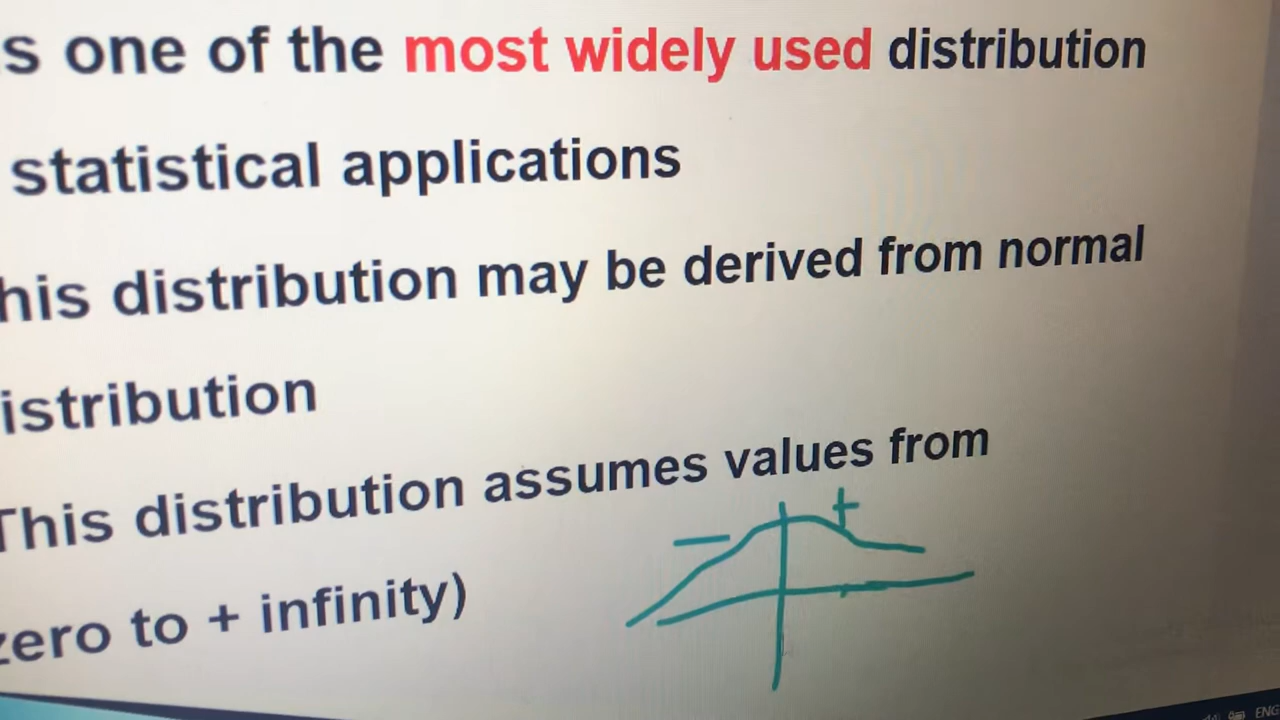 s one of the most widely used distribution
statistical applications
his distribution may be derived from normal
istribution
This distribution assumes values from
zero to + infinity)
− +
ENG